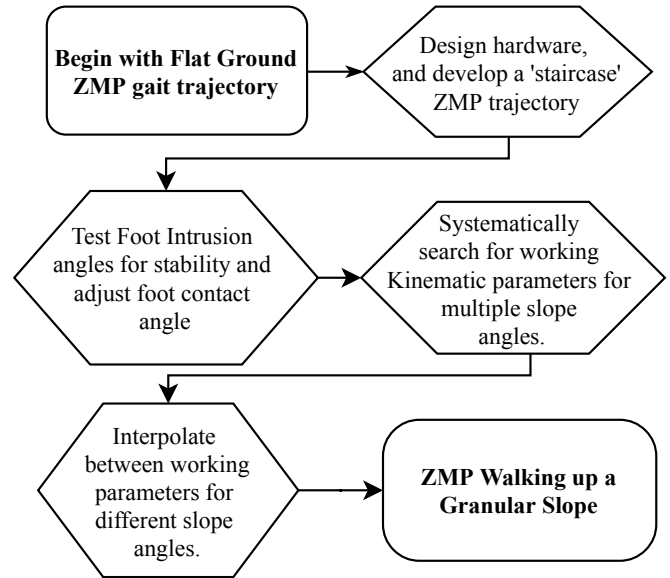 Begin with Flat Ground
ZMP gait trajectory
Design hardware,
and develop a 'staircase'
ZMP trajectory
Test Foot Intrusion
angles for stability and
adjust foot contact
angle
Systematically
search for working
Kinematic parameters for
multiple slope
angles.
Interpolate
between working
parameters for
different slope
angles.
ZMP Walking up a
Granular Slope